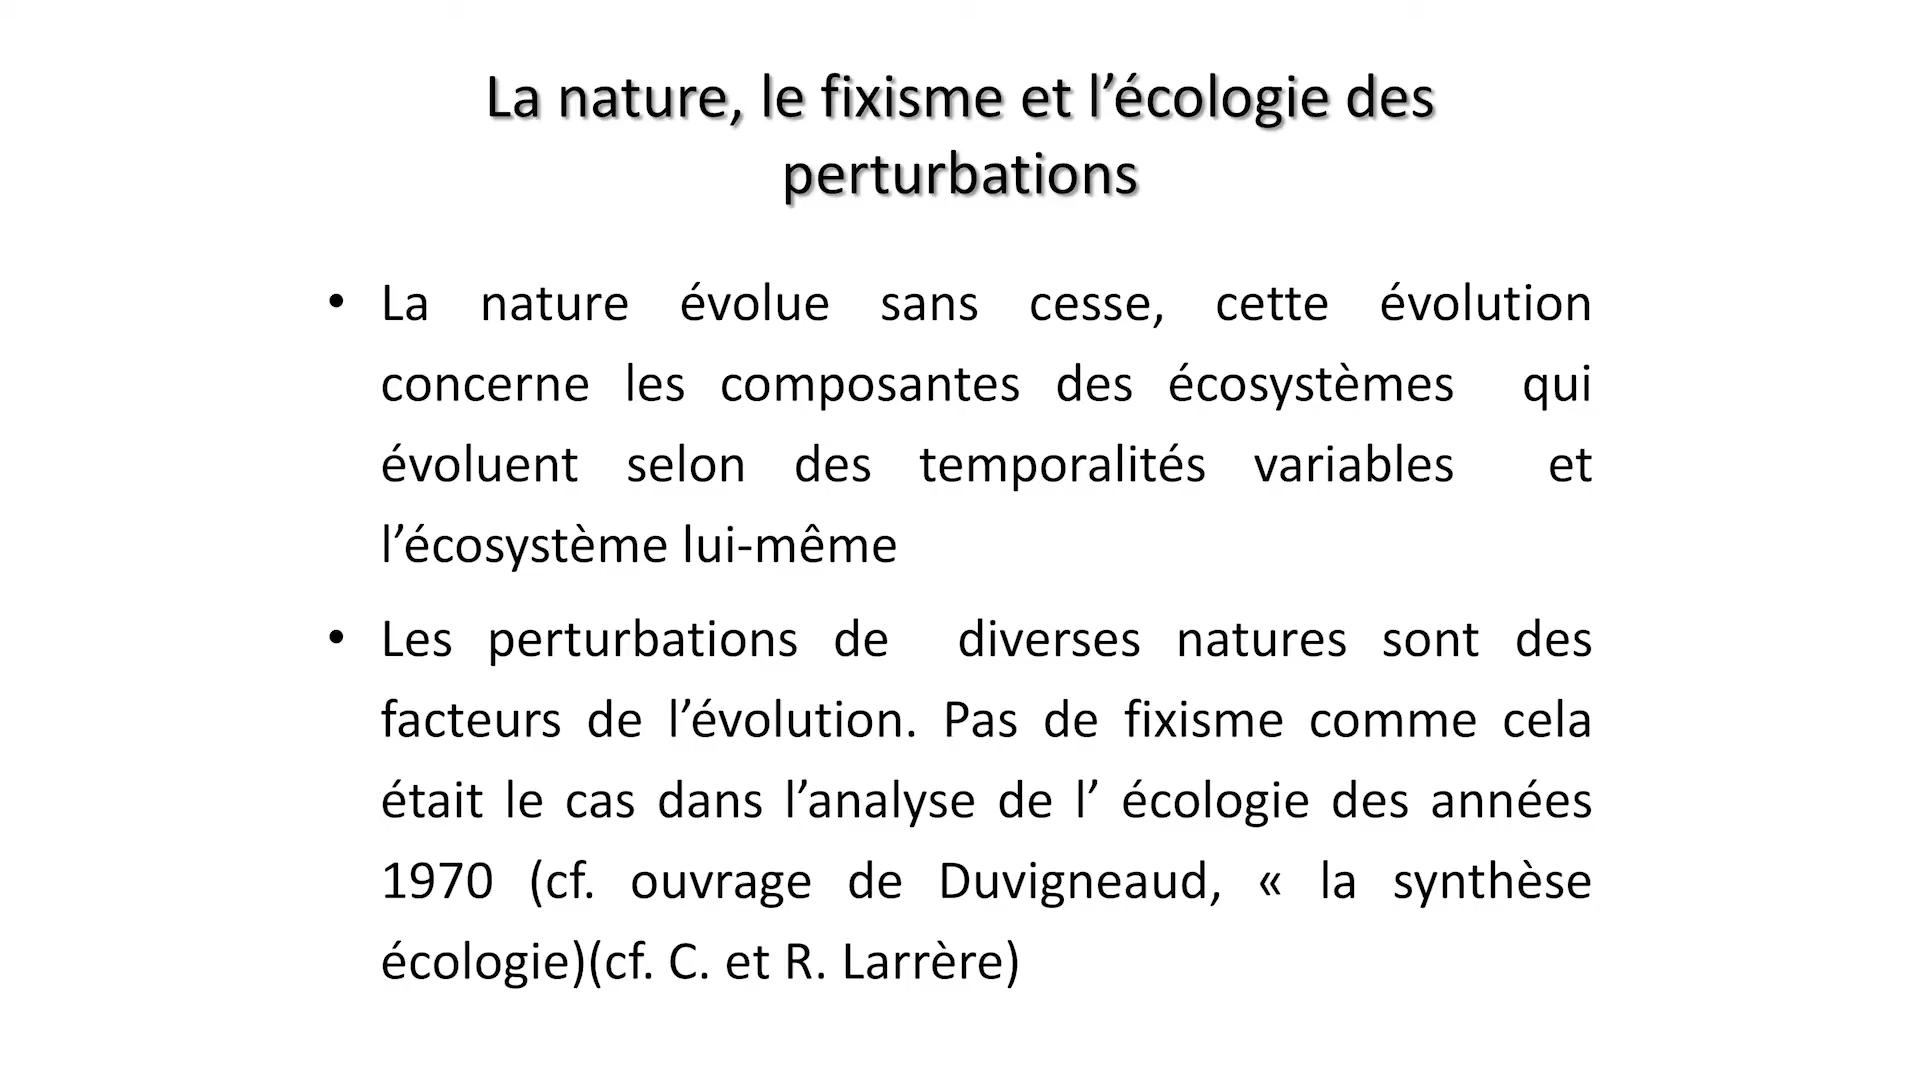 La nature, le fixisme et l’écologie des
perturbations
• La nature évolue sans cesse, cette évolution
concerne les composantes des écosystèmes qui
évoluent selon des temporalités variables et
l’écosystème lui-même
• Les perturbations de diverses natures sont des
facteurs de l’évolution. Pas de fixisme comme cela
était le cas dans l’analyse de l’ écologie des années
1970 (cf. ouvrage de Duvigneaud, « la synthèse
écologie)(cf. C. et R. Larrère)